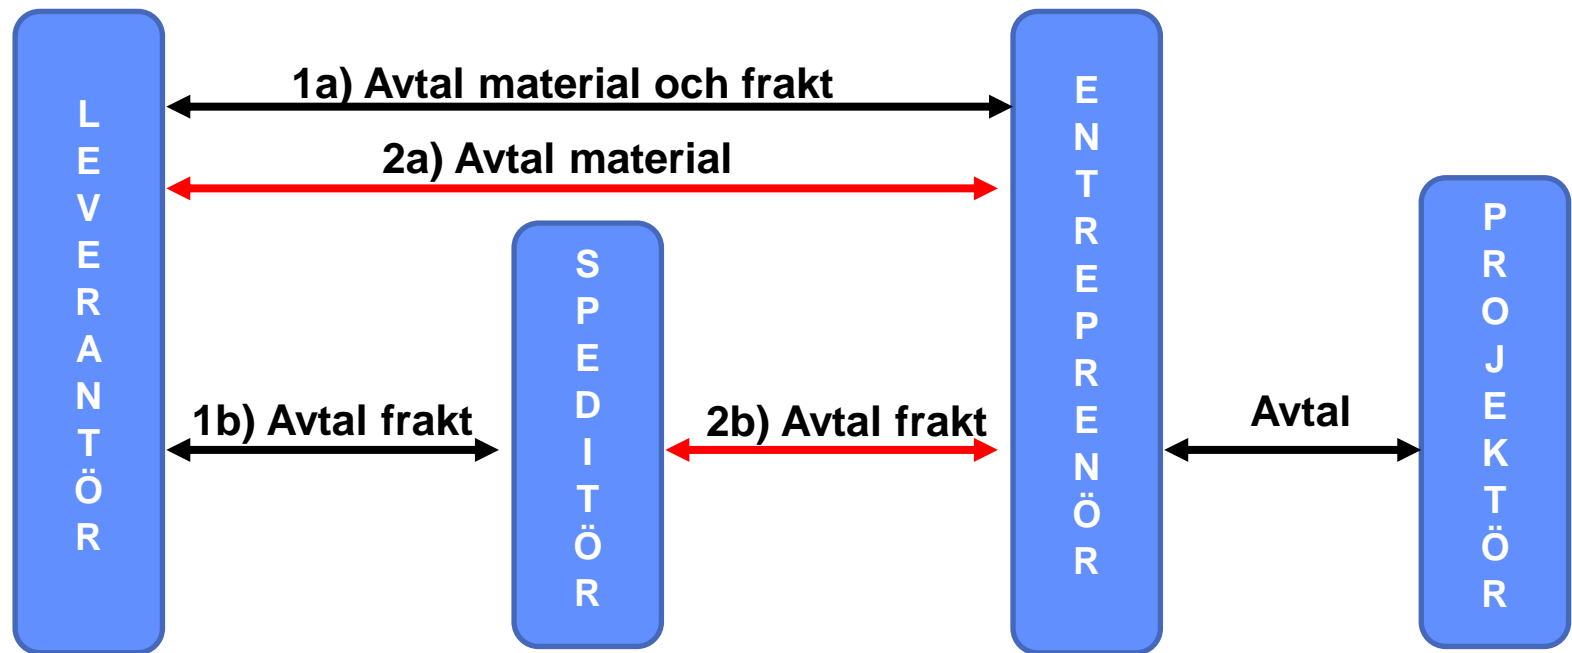 LEVERANTÖR
1a) Avtal material och frakt
2a) Avtal material
1b) Avtal frakt
SPEDITÖR
2b) Avtal frakt
ENTREPRENÖR
Avtal
PROJEKTÖR